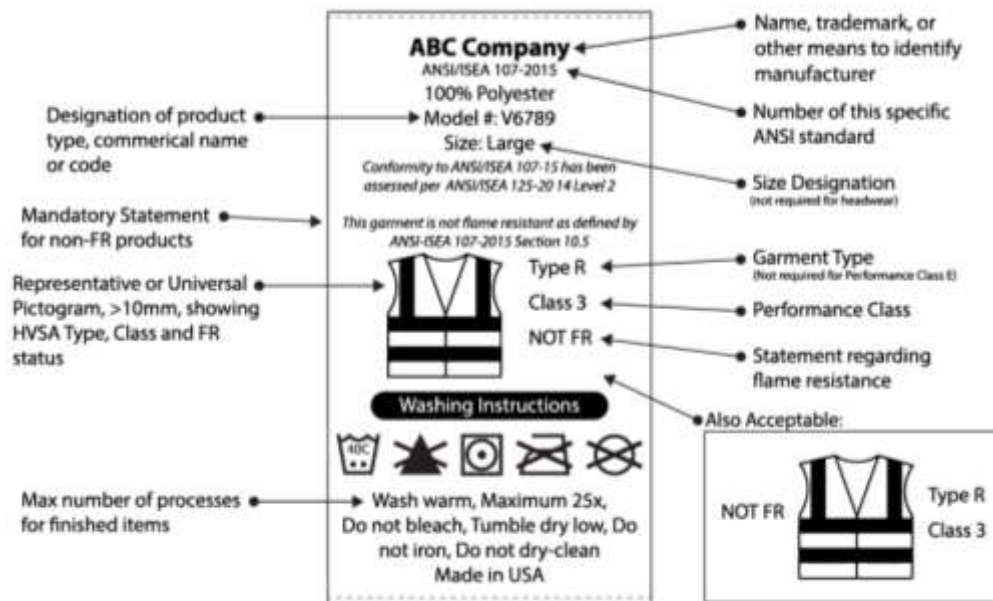 ABC Company
ANSI/ISEA 107-2015
100% Polyester
Model #: V6789
Size: Large
Conformity to ANSI/ISEA 107-15 has been
assessed per ANSI/ISEA 125-20 14 Level 2
This garment is not flame resistant as defined by
ANSI-ISEA 107-2015 Section 10.5
Type R
Class 3
NOT FR
Washing Instructions
40C
Wash warm, Maximum 25x,
Do not bleach, Tumble dry low, Do
not iron, Do not dry-clean
Made in USA
Designation of product
type, commerical name
or code
Mandatory Statement
for non-FR products
Representative or Universal
Pictogram, >10mm, showing
HVSA Type, Class and FR
status
Max number of processes
for finished items
Name, trademark, or
other means to identify
manufacturer
Number of this specific
ANSI standard
Size Designation
(not required for headwear)
Garment Type
(Not required for Performance Class E)
Performance Class
Statement regarding
flame resistance
Also Acceptable:
NOT FR
Type R
Class 3